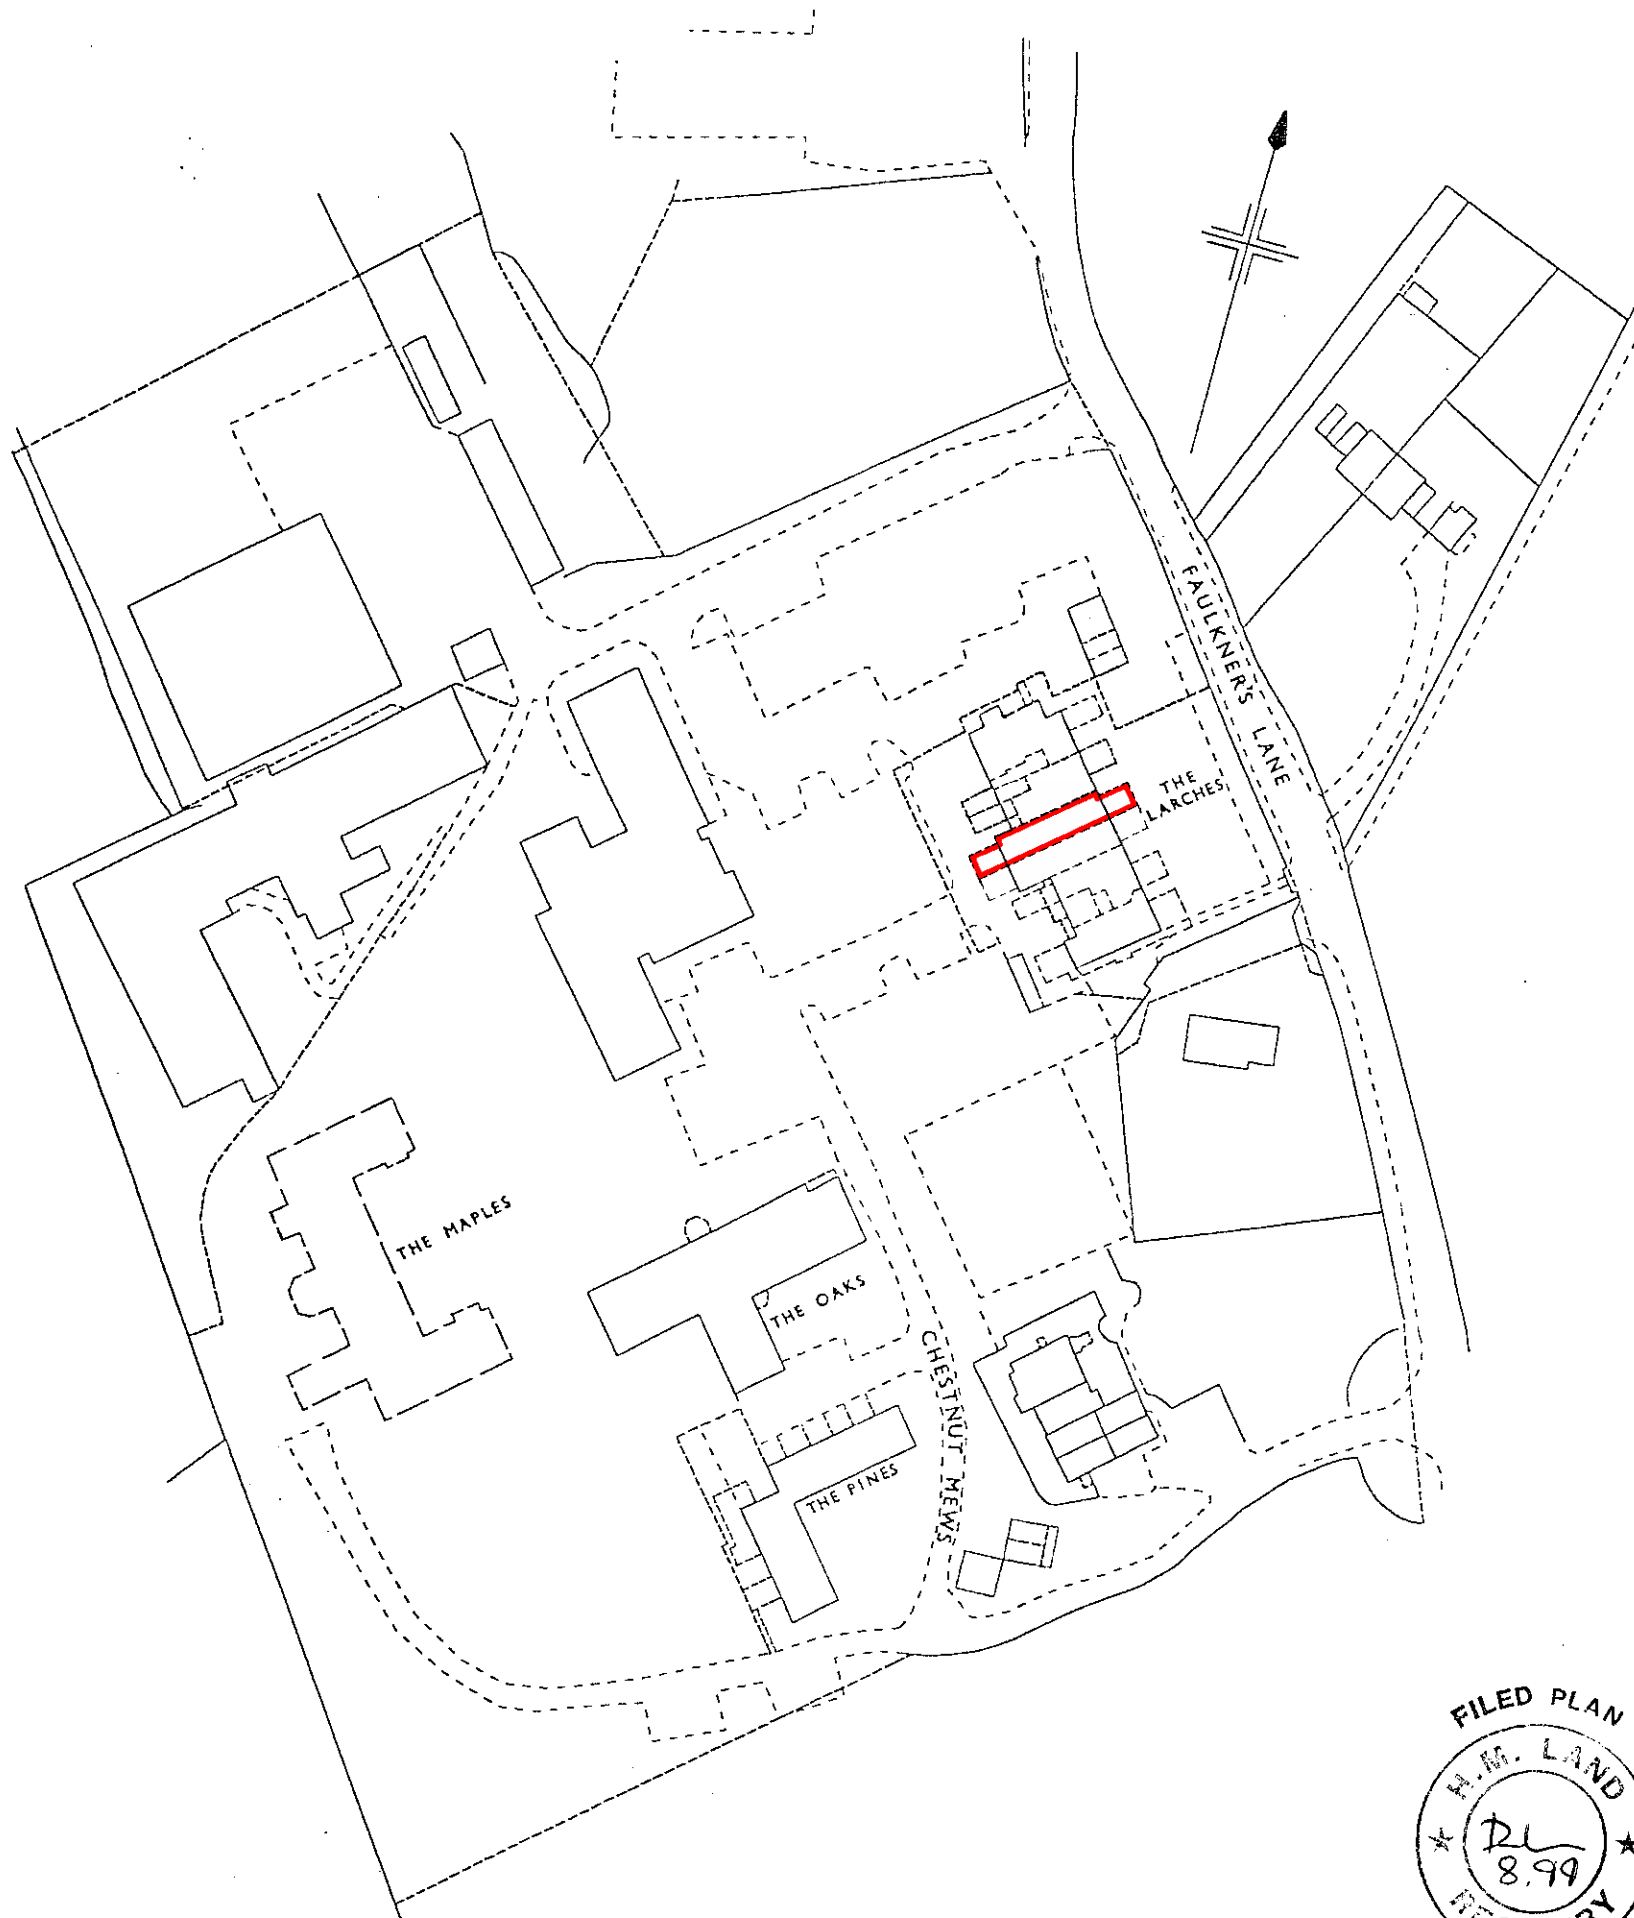 FAULKNER'S LANE
THE
LARCHES
THE MAPLES
THE OAKS
CHESTNUT MEWS
THE PINES
FILED PLAN
H.M. LAND
8.99